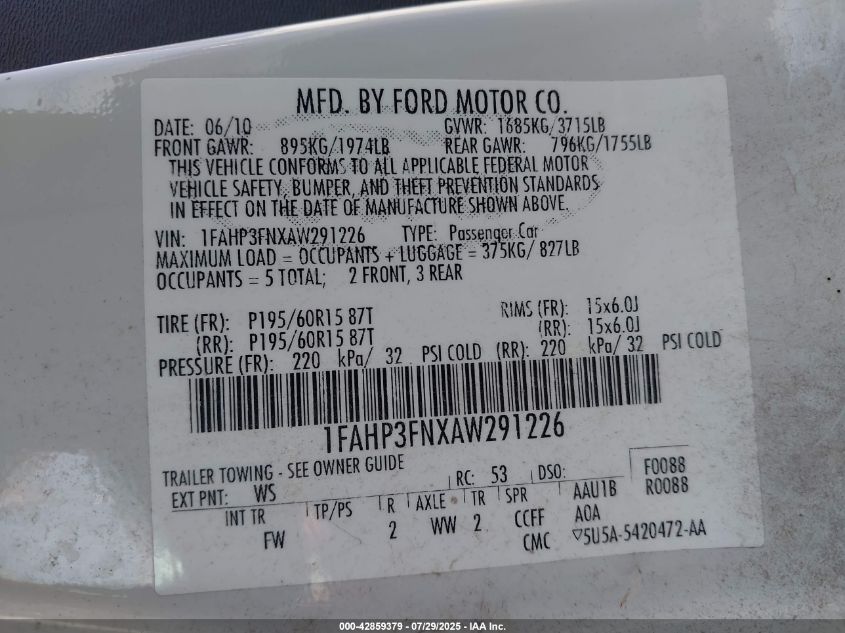 MFD. BY FORD MOTOR CO.
DATE: 06/10 GVWR: 1685KG/3715LB
FRONT GAWR: 895KG/1974LB REAR GAWR: 796KG/1755LB
THIS VEHICLE CONFORMS TO ALL APPLICABLE FEDERAL MOTOR
VEHICLE SAFETY, BUMPER, AND THEFT PREVENTION STANDARDS
IN EFFECT ON THE DATE OF MANUFACTURE SHOWN ABOVE.
VIN: 1FAHP3FNXAW291226 TYPE: Passenger Car
MAXIMUM LOAD = OCCUPANTS + LUGGAGE = 375KG/ 827LB
OCCUPANTS = 5 TOTAL; 2 FRONT, 3 REAR
TIRE (FR): P195/60R15 87T RIMS (FR): 15x6.0J
(RR): P195/60R15 87T (RR): 15x6.0J
PRESSURE (FR): 220 kPa/ 32 PSI COLD (RR): 220 kPa/ 32 PSI COLD
1FAHP3FNXAW291226
TRAILER TOWING - SEE OWNER GUIDE
EXT PNT: WS RC: 53 DSO: F0088
INT TR TP/PS R AXLE TR SPR AAU1B R0088
FW 2 WW 2 CCFF AOA
CMC ▽5U5A-5420472-AA
000-42859379 | 07/29/2025 | IAA Inc.